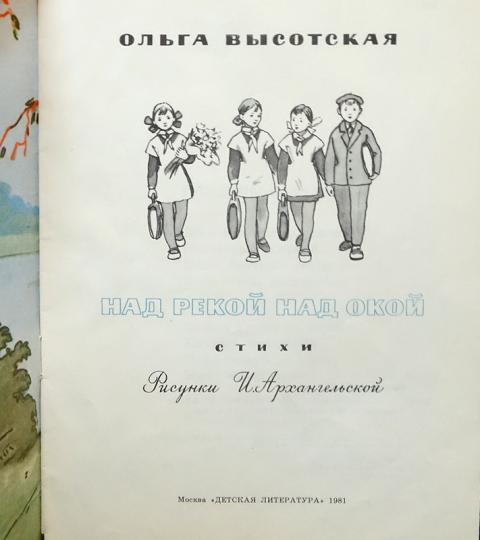 ОЛЬГА ВЫСОТСКАЯ
НАД РЕКОЙ НАД ОКОЙ
СТИХИ
Рисунки И. Архангельской
Москва «ДЕТСКАЯ ЛИТЕРАТУРА» 1981